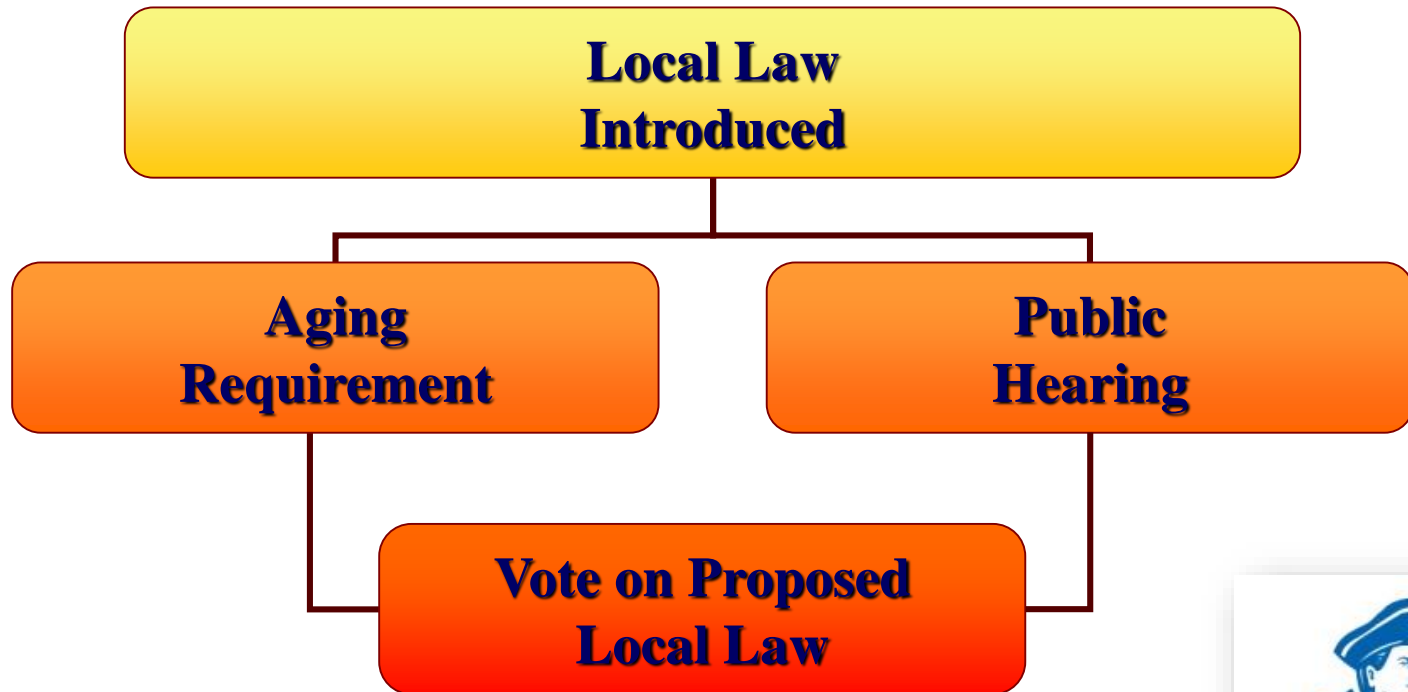 Local Law
Introduced
Aging
Requirement
Public
Hearing
Vote on Proposed
Local Law